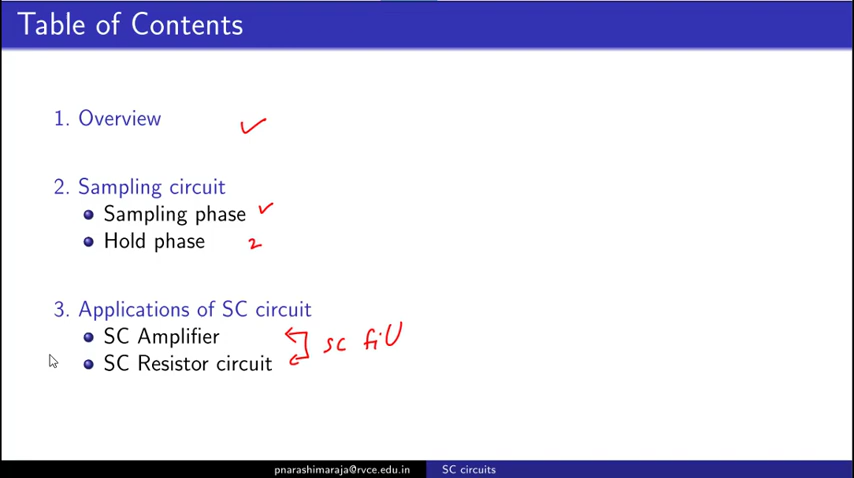 Table of Contents
1. Overview
2. Sampling circuit
Sampling phase
Hold phase 2
3. Applications of SC circuit
SC Amplifier
SC Resistor circuit
sc
pnarashimaraja@rvce.edu.in SC circuits